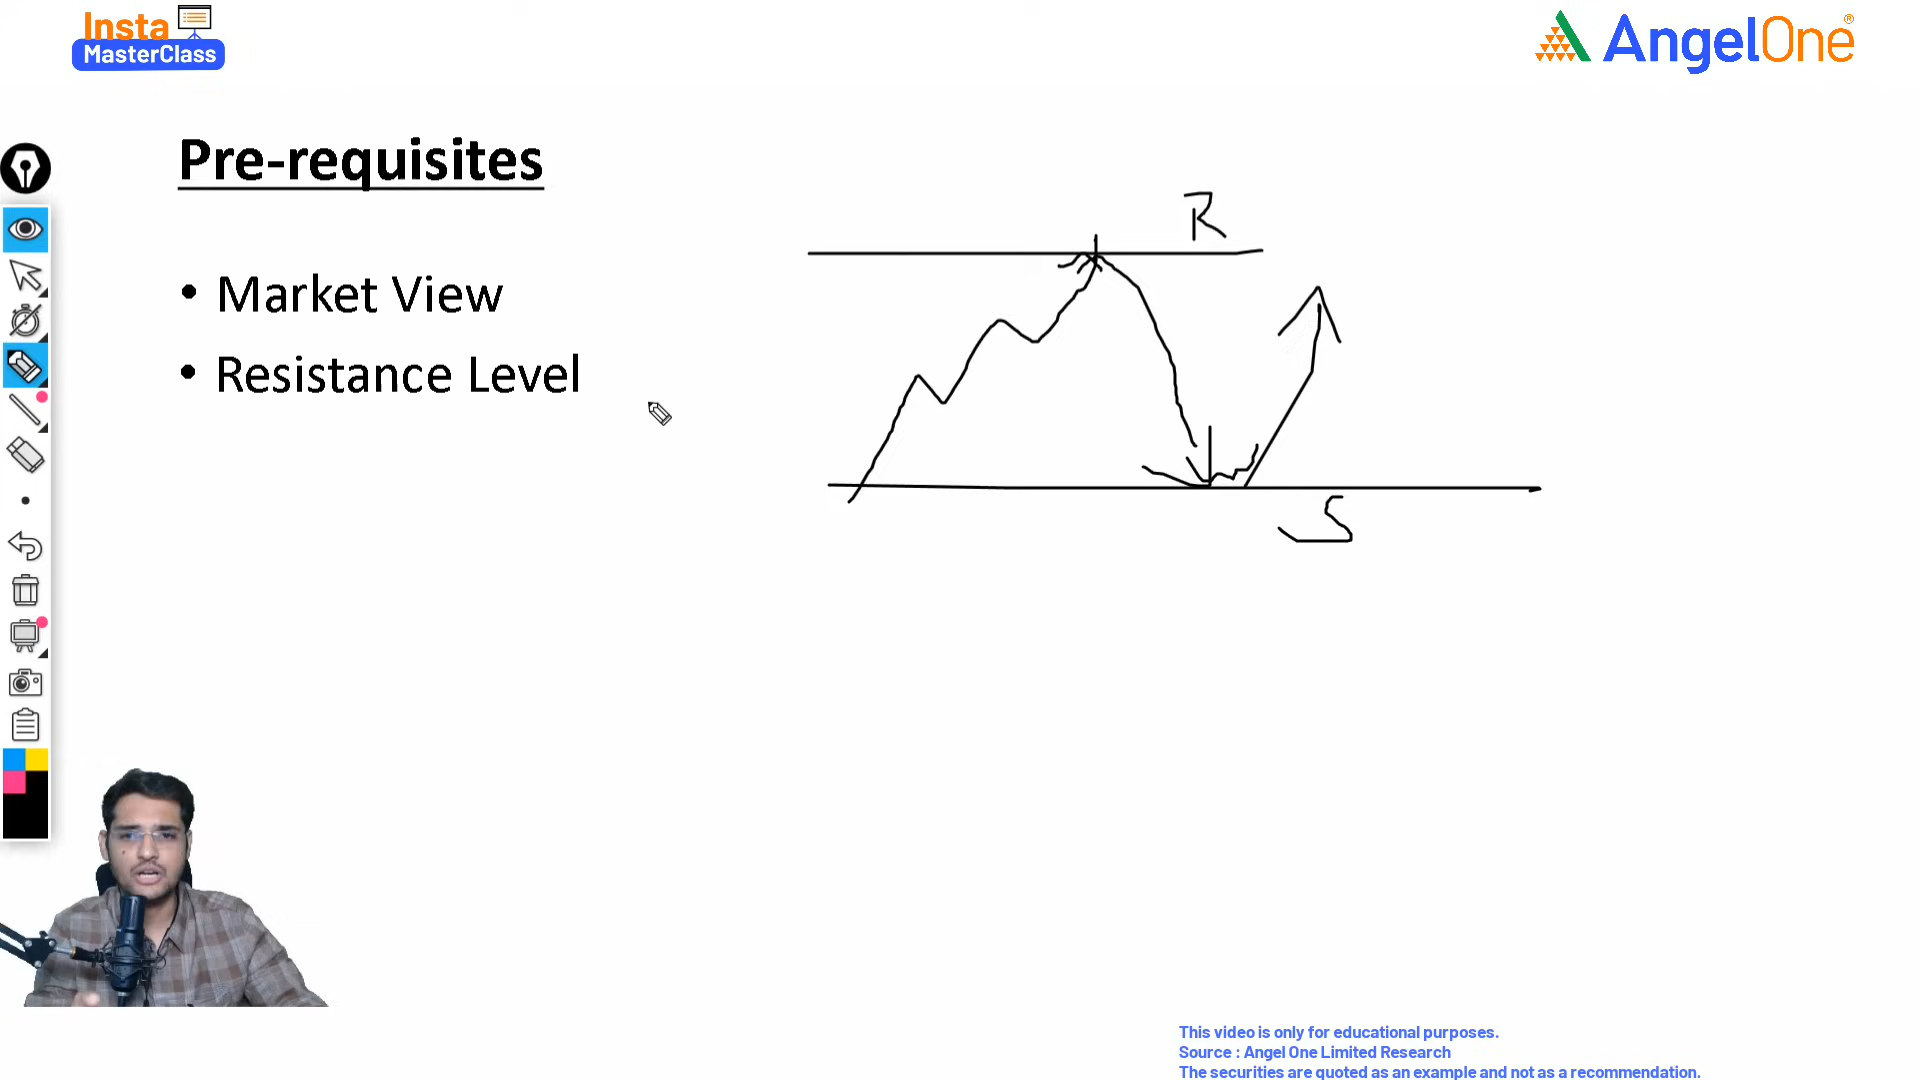 Insta
MasterClass
AngelOne®
Pre-requisites
• Market View
• Resistance Level
R
S
This video is only for educational purposes.
Source : Angel One Limited Research
The securities are quoted as an example and not as a recommendation.